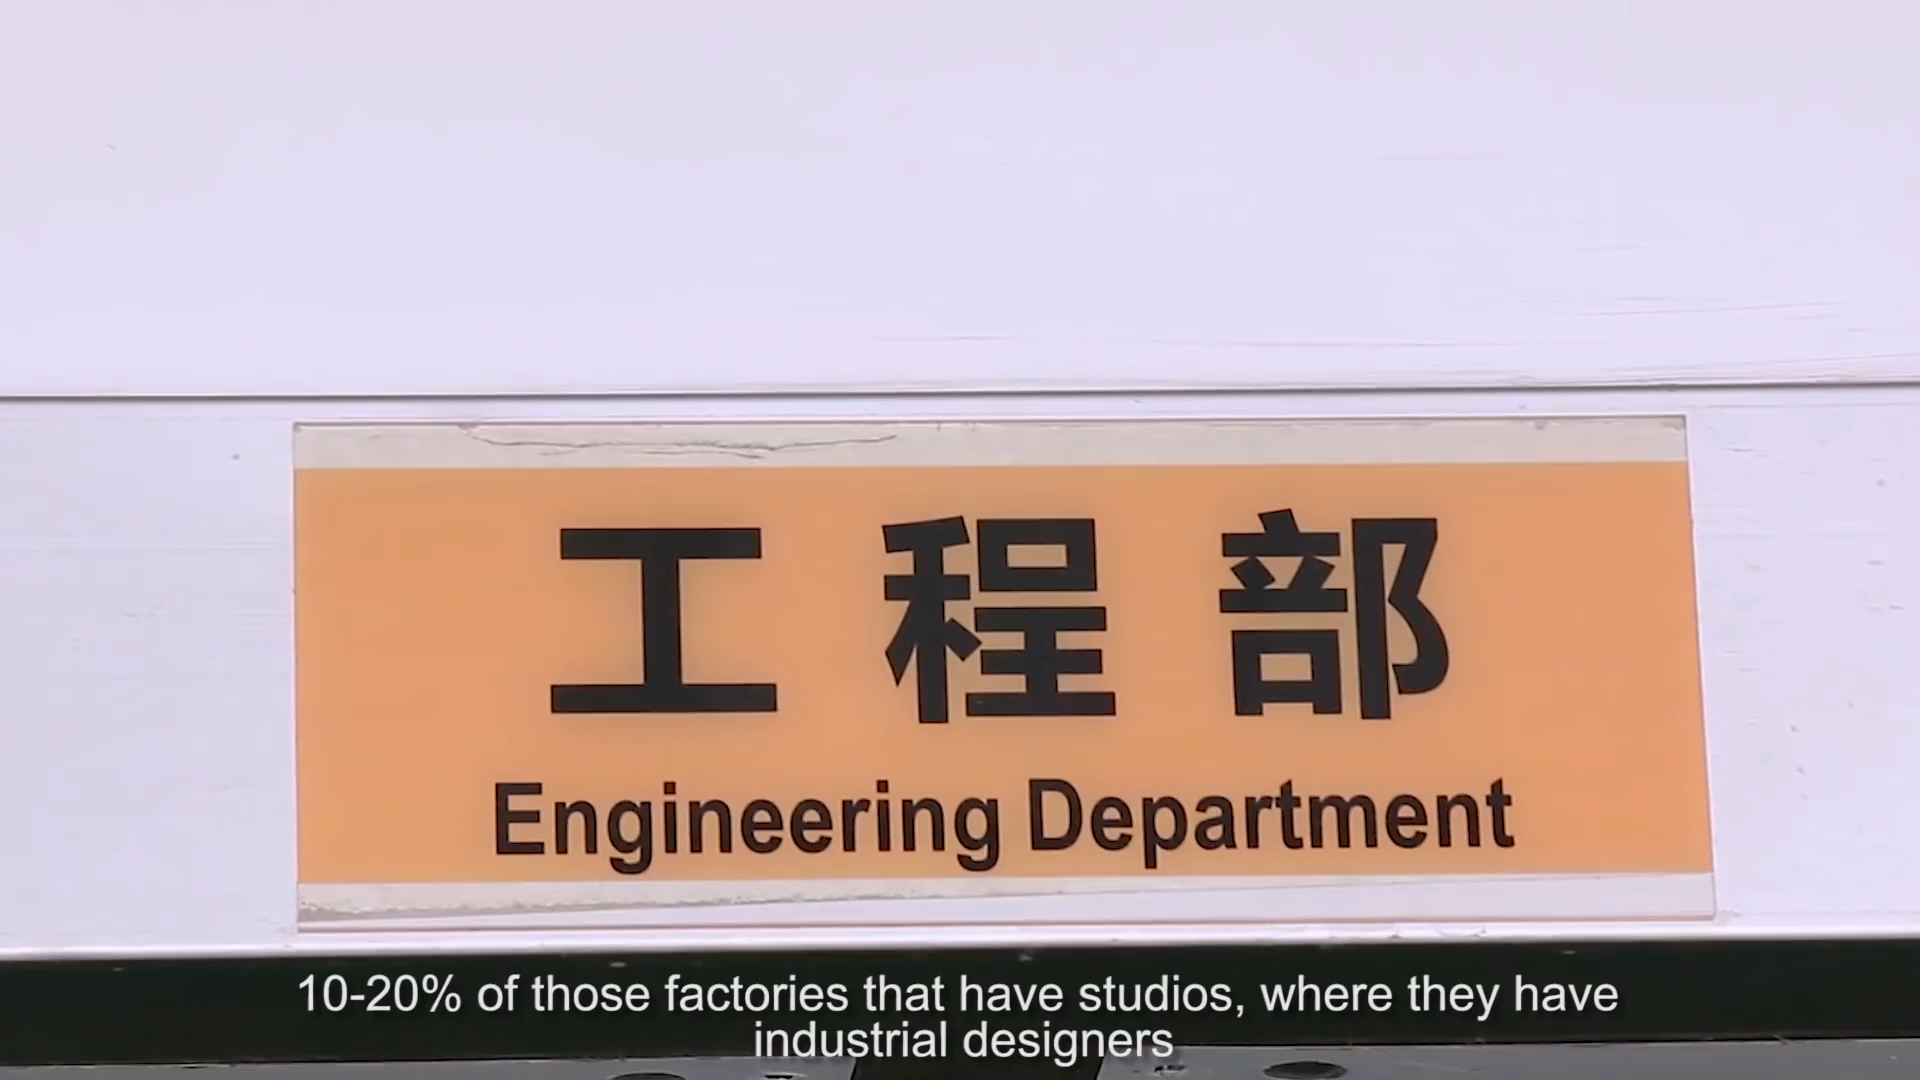 工程部
Engineering Department
10-20% of those factories that have studios, where they have
industrial designers